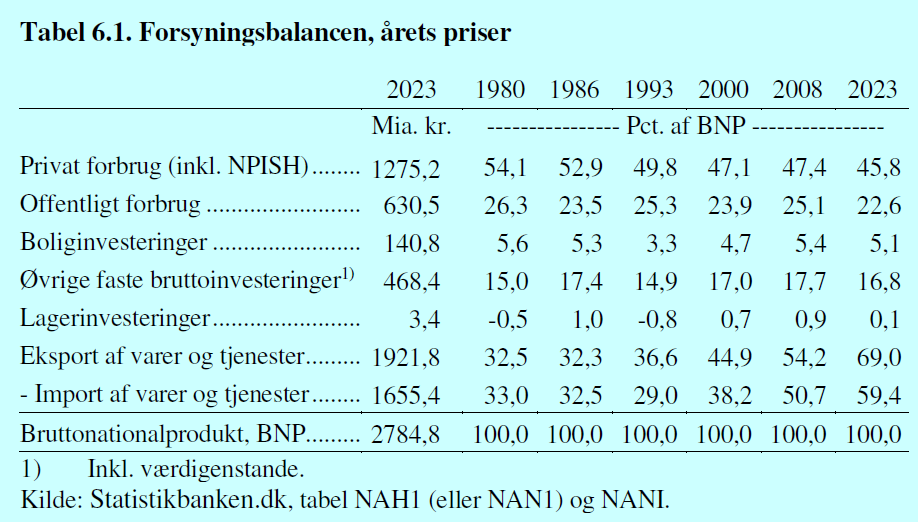 Tabel 6.1. Forsyningsbalancen, årets priser
2023 1980 1986 1993 2000 2008 2023
Mia. kr. ---------------- Pct. af BNP ----------------
Privat forbrug (inkl. NPISH)........ 1275,2 54,1 52,9 49,8 47,1 47,4 45,8
Offentligt forbrug ......................... 630,5 26,3 23,5 25,3 23,9 25,1 22,6
Boliginvesteringer ........................ 140,8 5,6 5,3 3,3 4,7 5,4 5,1
Øvrige faste bruttoinvesteringer1) 468,4 15,0 17,4 14,9 17,0 17,7 16,8
Lagerinvesteringer........................ 3,4 -0,5 1,0 -0,8 0,7 0,9 0,1
Eksport af varer og tjenester......... 1921,8 32,5 32,3 36,6 44,9 54,2 69,0
- Import af varer og tjenester........ 1655,4 33,0 32,5 29,0 38,2 50,7 59,4
Bruttonationalprodukt, BNP......... 2784,8 100,0 100,0 100,0 100,0 100,0 100,0
1) Inkl. værdigenstande.
Kilde: Statistikbanken.dk, tabel NAH1 (eller NAN1) og NANI.